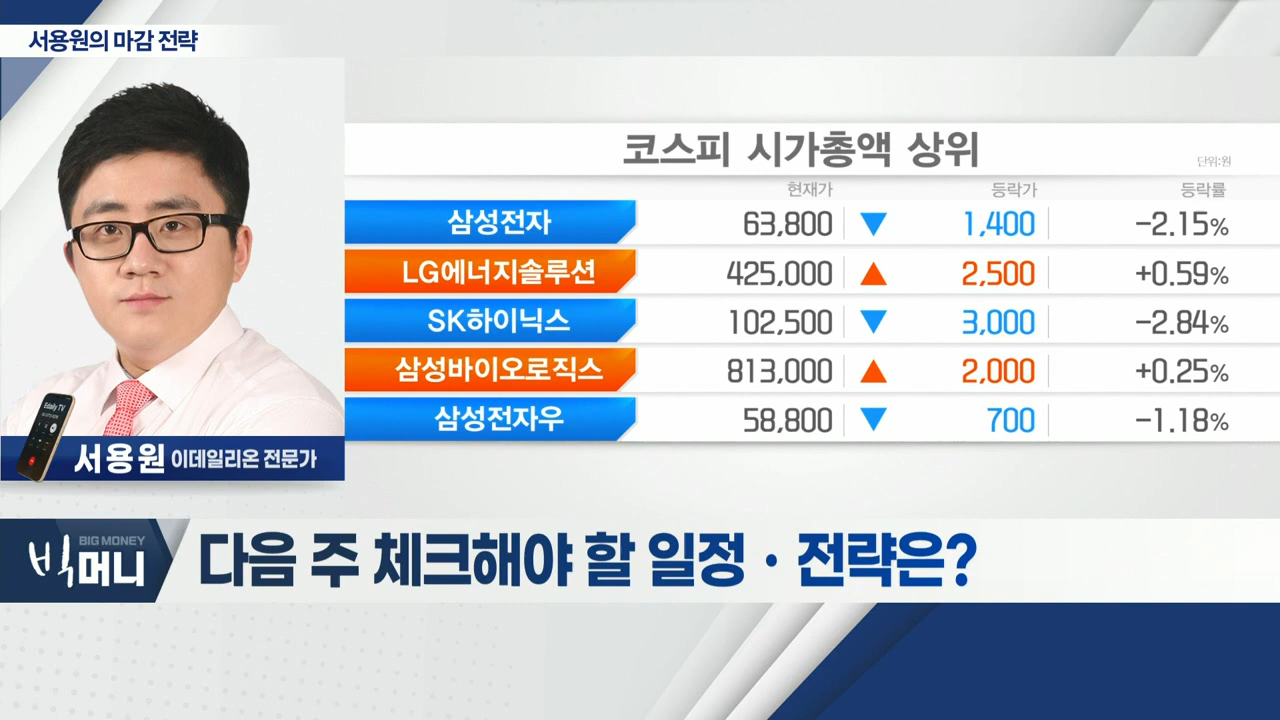 서용원의 마감 전략
코스피 시가총액 상위
단위:원
현재가 등락가 등락률
삼성전자 63,800 ▼ 1,400 -2.15%
LG에너지솔루션 425,000 ▲ 2,500 +0.59%
SK하이닉스 102,500 ▼ 3,000 -2.84%
삼성바이오로직스 813,000 ▲ 2,000 +0.25%
삼성전자우 58,800 ▼ 700 -1.18%
Edaily TV
서용원 이데일리온 전문가
BIG MONEY
빅머니
다음 주 체크해야 할 일정·전략은?